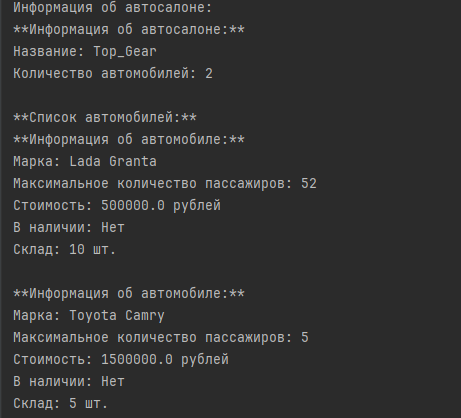 Информация об автосалоне:
**Информация об автосалоне:**
Название: Top_Gear
Количество автомобилей: 2
**Список автомобилей:**
**Информация об автомобиле:**
Марка: Lada Granta
Максимальное количество пассажиров: 52
Стоимость: 500000.0 рублей
В наличии: Нет
Склад: 10 шт.
**Информация об автомобиле:**
Марка: Toyota Camry
Максимальное количество пассажиров: 5
Стоимость: 1500000.0 рублей
В наличии: Нет
Склад: 5 шт.